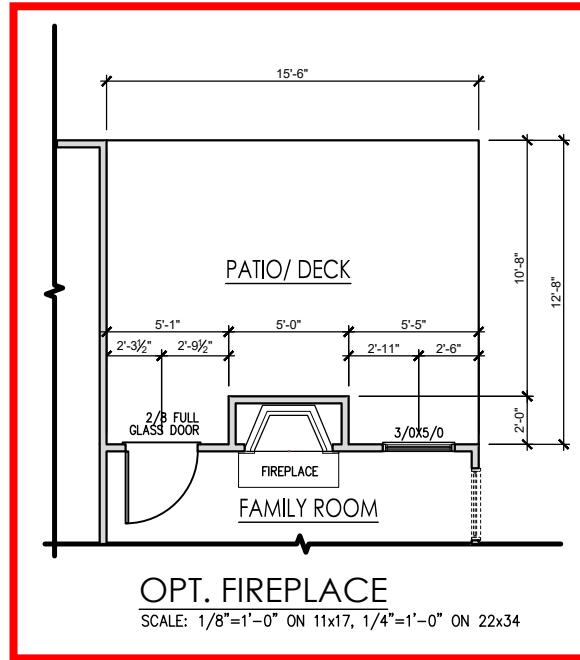 15'-6"
10'-8"
12'-8"
PATIO/ DECK
5'-1" 5'-0" 5'-5"
2'-3½" 2'-9½" 2'-11" 2'-6"
2'-0"
2/8 FULL
GLASS DOOR
3/0X5/0
FIREPLACE
FAMILY ROOM
OPT. FIREPLACE
SCALE: 1/8"=1'-0" ON 11x17, 1/4"=1'-0" ON 22x34